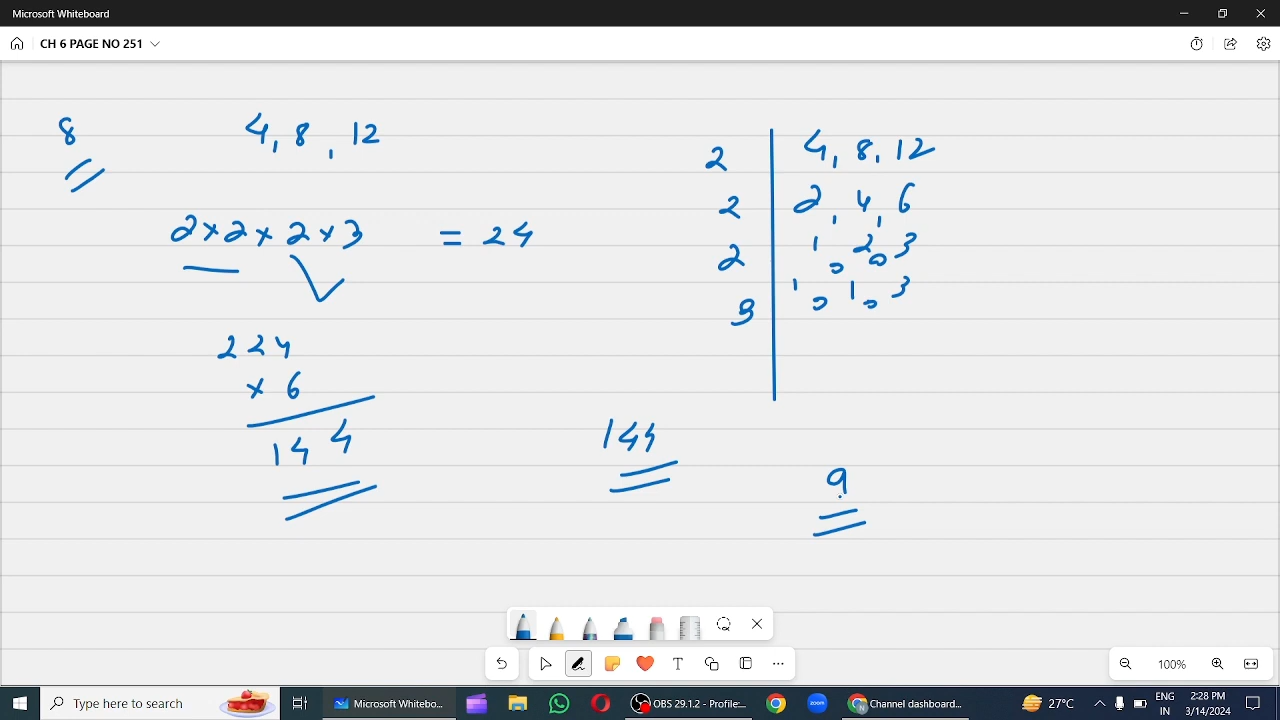 Microsoft Whiteboard
CH 6 PAGE NO 251
8
4, 8, 12
2×2×2×3 = 24
224
×6
144
144
9
2 4, 8, 12
2 2, 4, 6
2 1, 2, 3
3 1, 1, 3
100%
Type here to search
Microsoft Whitebo...
OBS 29.1.2 - Profile:...
zoom
Channel dashboard...
27°C
ENG
IN
2:28 PM
3/14/2024